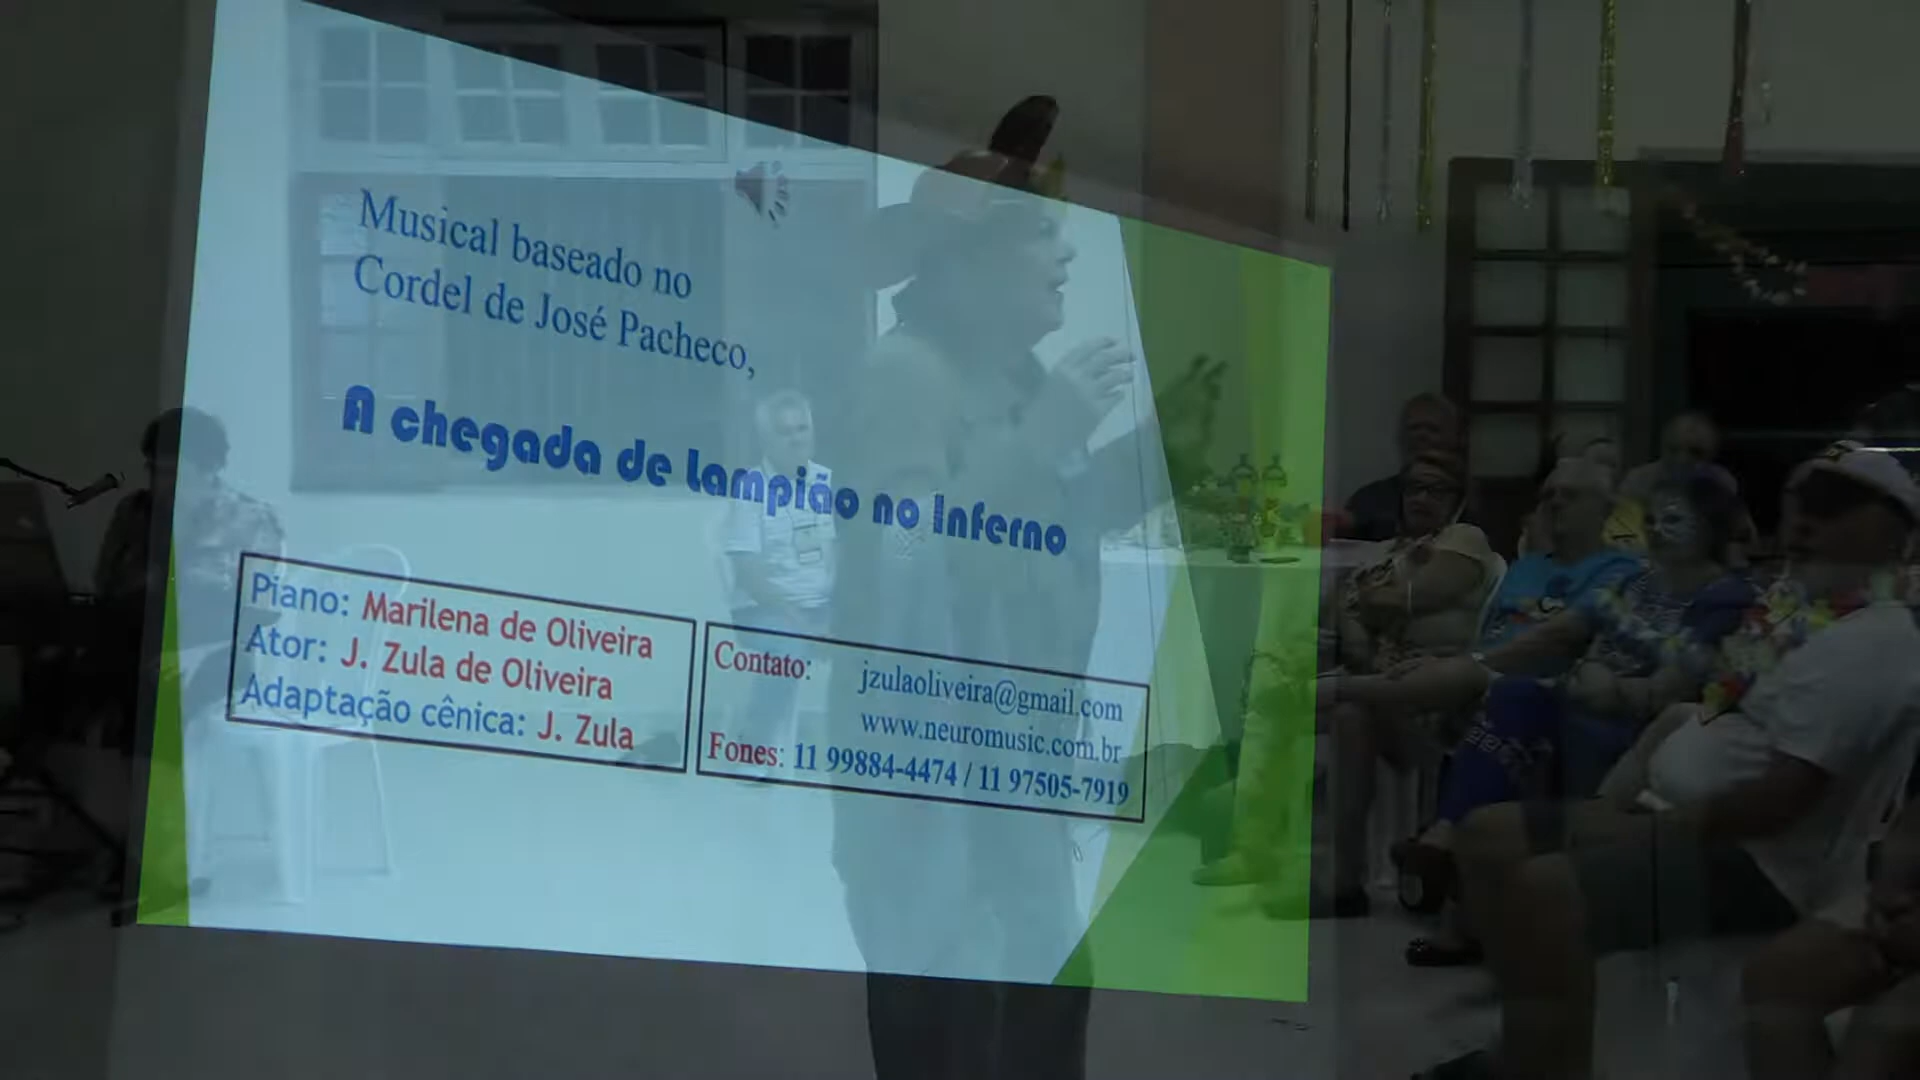 Musical baseado no
Cordel de José Pacheco,
A chegada de Lampião no Inferno
Piano: Marilena de Oliveira
Ator: J. Zula de Oliveira
Adaptação cênica: J. Zula
Contato: jzulaoliveira@gmail.com
www.neuromusic.com.br
Fones: 11 99884-4474 / 11 97505-7919